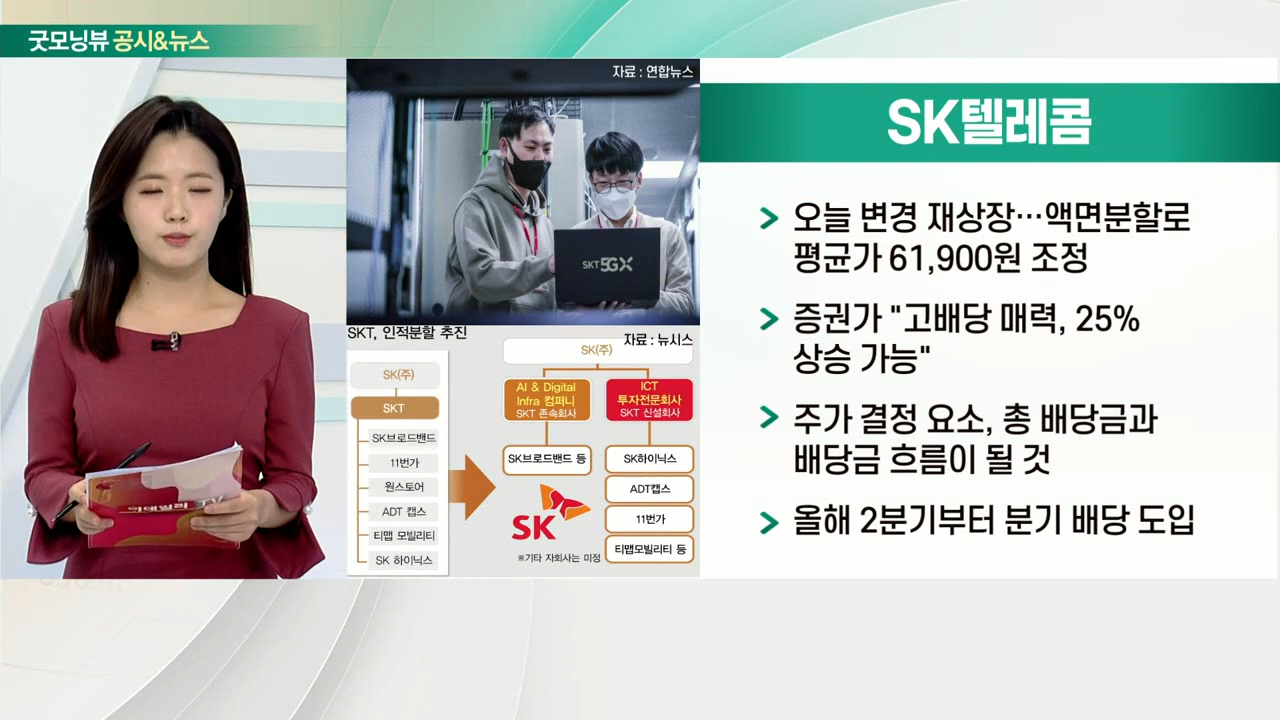 굿모닝뷰 공시&뉴스
자료 : 연합뉴스
SKT 5GX
이데일리 TV
SKT, 인적분할 추진
자료 : 뉴시스
SK(주)
SKT
SK브로드밴드
11번가
원스토어
ADT 캡스
티맵 모빌리티
SK 하이닉스
SK(주)
AI & Digital
Infra 컴퍼니
SKT 존속회사
SK브로드밴드 등
SK
※기타 자회사는 미정
ICT
투자전문회사
SKT 신설회사
SK하이닉스
ADT캡스
11번가
티맵모빌리티 등
SK텔레콤
> 오늘 변경 재상장…액면분할로
평균가 61,900원 조정
> 증권가 "고배당 매력, 25%
상승 가능"
> 주가 결정 요소, 총 배당금과
배당금 흐름이 될 것
> 올해 2분기부터 분기 배당 도입